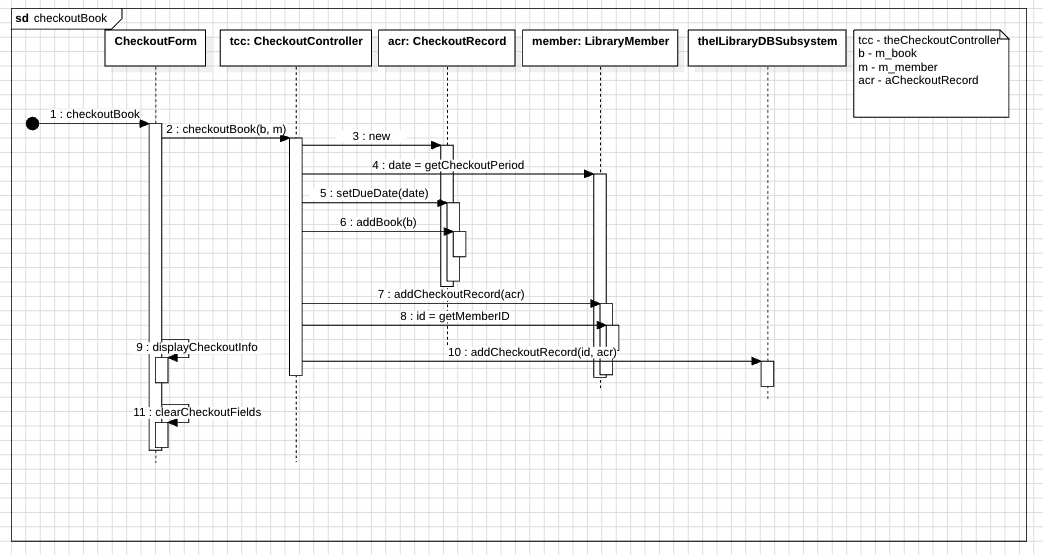 sd checkoutBook
CheckoutForm
tcc: CheckoutController
acr: CheckoutRecord
member: LibraryMember
theILibraryDBSubsystem
tcc - theCheckoutController
b - m_book
m - m_member
acr - aCheckoutRecord
1 : checkoutBook
2 : checkoutBook(b, m)
3 : new
4 : date = getCheckoutPeriod
5 : setDueDate(date)
6 : addBook(b)
7 : addCheckoutRecord(acr)
8 : id = getMemberID
9 : displayCheckoutInfo
10 : addCheckoutRecord(id, acr)
11 : clearCheckoutFields